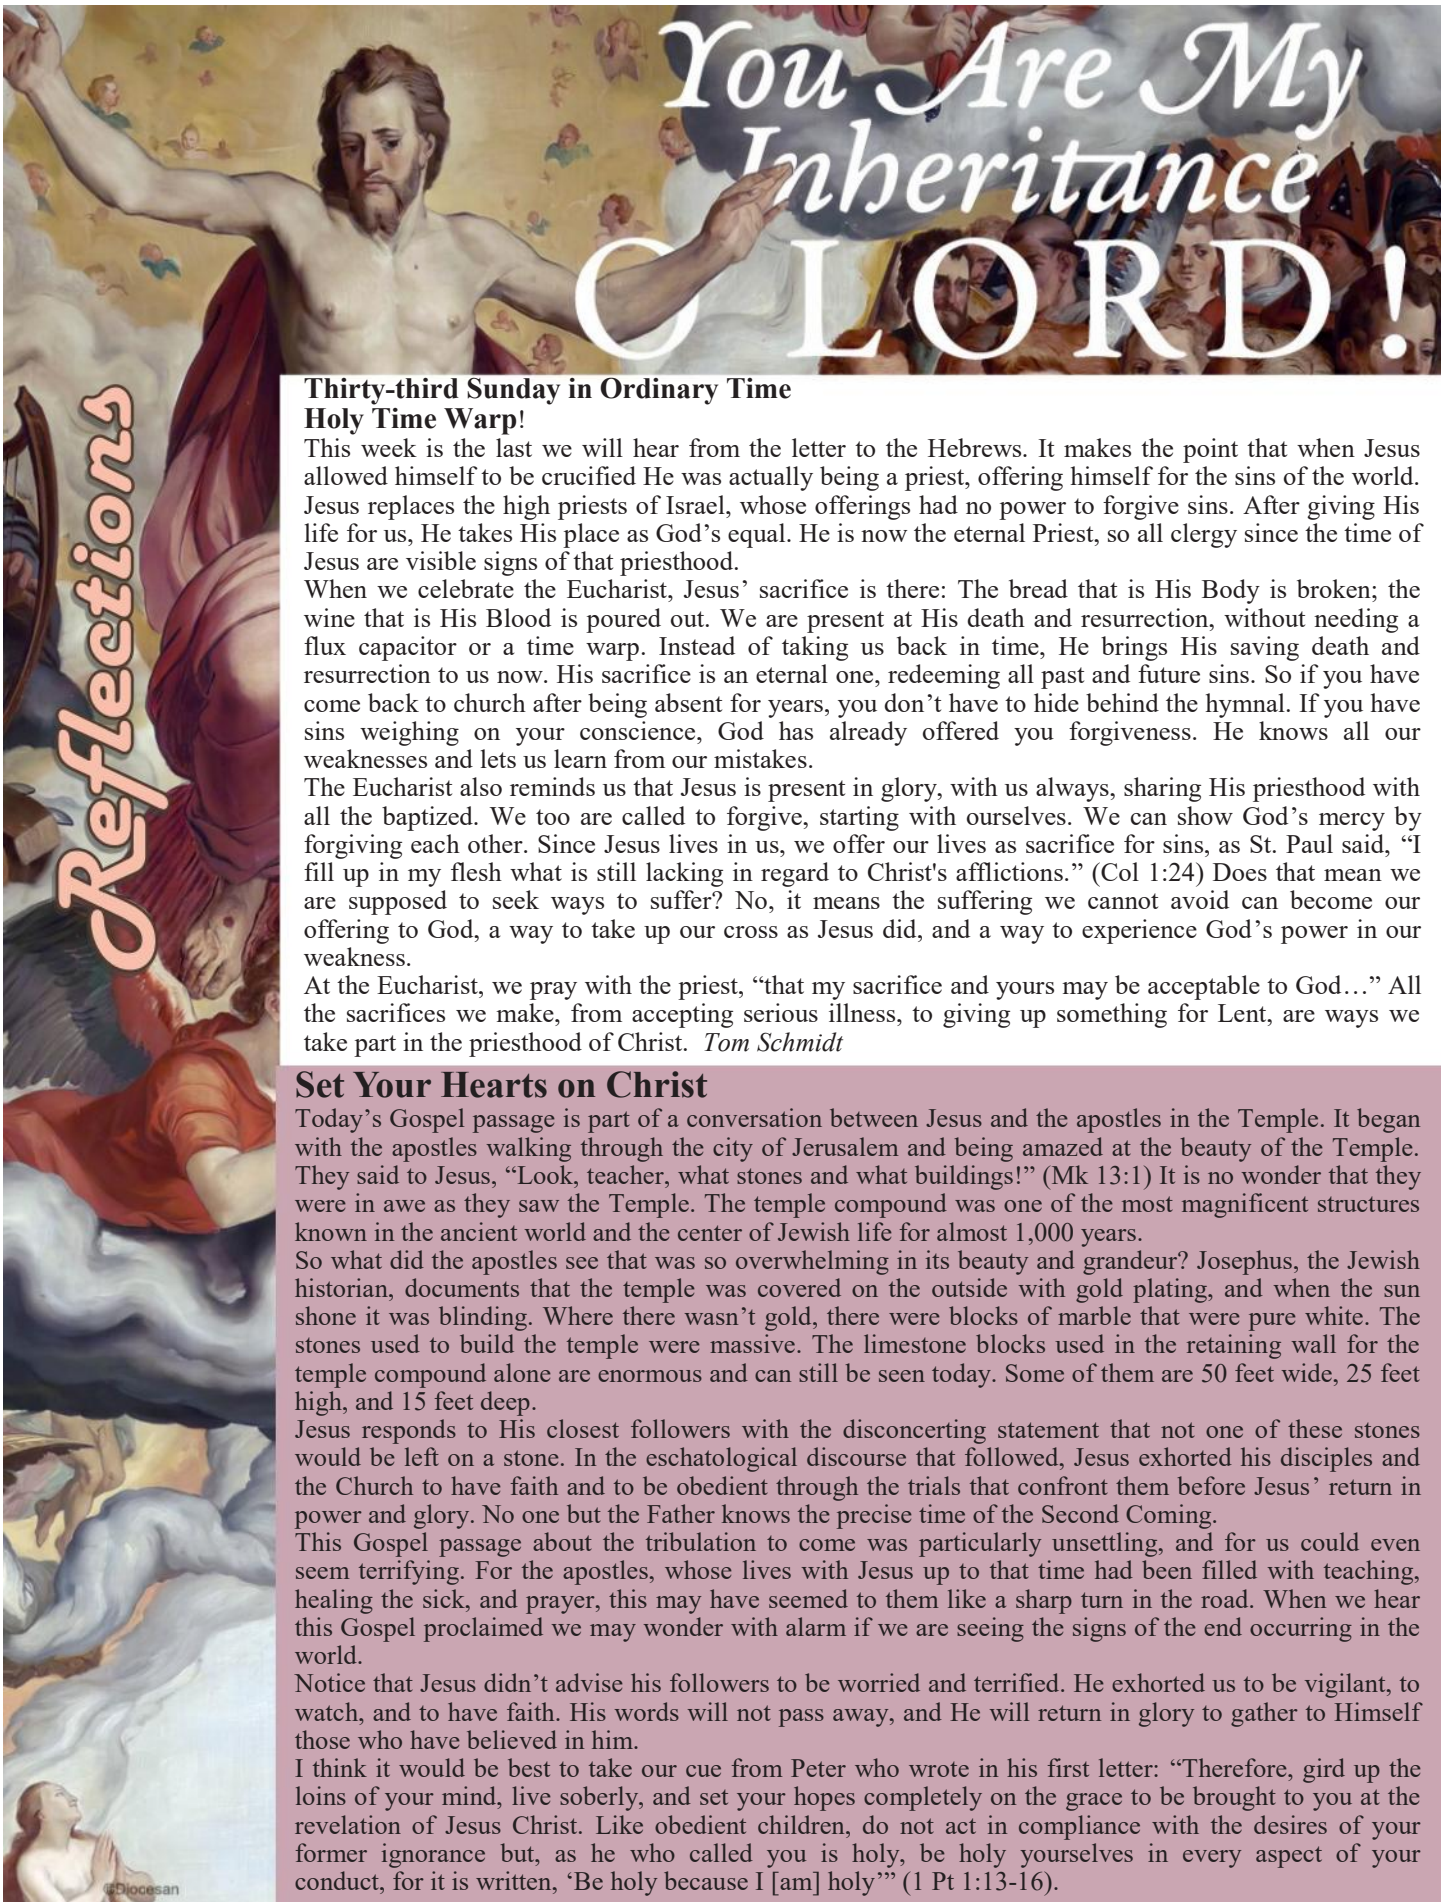 You Are My
Inheritance
O LORD!
Reflections
Thirty-third Sunday in Ordinary Time
Holy Time Warp!
This week is the last we will hear from the letter to the Hebrews. It makes the point that when Jesus
allowed himself to be crucified He was actually being a priest, offering himself for the sins of the world.
Jesus replaces the high priests of Israel, whose offerings had no power to forgive sins. After giving His
life for us, He takes His place as God’s equal. He is now the eternal Priest, so all clergy since the time of
Jesus are visible signs of that priesthood.
When we celebrate the Eucharist, Jesus’ sacrifice is there: The bread that is His Body is broken; the
wine that is His Blood is poured out. We are present at His death and resurrection, without needing a
flux capacitor or a time warp. Instead of taking us back in time, He brings His saving death and
resurrection to us now. His sacrifice is an eternal one, redeeming all past and future sins. So if you have
come back to church after being absent for years, you don’t have to hide behind the hymnal. If you have
sins weighing on your conscience, God has already offered you forgiveness. He knows all our
weaknesses and lets us learn from our mistakes.
The Eucharist also reminds us that Jesus is present in glory, with us always, sharing His priesthood with
all the baptized. We too are called to forgive, starting with ourselves. We can show God’s mercy by
forgiving each other. Since Jesus lives in us, we offer our lives as sacrifice for sins, as St. Paul said, “I
fill up in my flesh what is still lacking in regard to Christ's afflictions.” (Col 1:24) Does that mean we
are supposed to seek ways to suffer? No, it means the suffering we cannot avoid can become our
offering to God, a way to take up our cross as Jesus did, and a way to experience God’s power in our
weakness.
At the Eucharist, we pray with the priest, “that my sacrifice and yours may be acceptable to God…” All
the sacrifices we make, from accepting serious illness, to giving up something for Lent, are ways we
take part in the priesthood of Christ. Tom Schmidt
Set Your Hearts on Christ
Today’s Gospel passage is part of a conversation between Jesus and the apostles in the Temple. It began
with the apostles walking through the city of Jerusalem and being amazed at the beauty of the Temple.
They said to Jesus, “Look, teacher, what stones and what buildings!” (Mk 13:1) It is no wonder that they
were in awe as they saw the Temple. The temple compound was one of the most magnificent structures
known in the ancient world and the center of Jewish life for almost 1,000 years.
So what did the apostles see that was so overwhelming in its beauty and grandeur? Josephus, the Jewish
historian, documents that the temple was covered on the outside with gold plating, and when the sun
shone it was blinding. Where there wasn’t gold, there were blocks of marble that were pure white. The
stones used to build the temple were massive. The limestone blocks used in the retaining wall for the
temple compound alone are enormous and can still be seen today. Some of them are 50 feet wide, 25 feet
high, and 15 feet deep.
Jesus responds to His closest followers with the disconcerting statement that not one of these stones
would be left on a stone. In the eschatological discourse that followed, Jesus exhorted his disciples and
the Church to have faith and to be obedient through the trials that confront them before Jesus’ return in
power and glory. No one but the Father knows the precise time of the Second Coming.
This Gospel passage about the tribulation to come was particularly unsettling, and for us could even
seem terrifying. For the apostles, whose lives with Jesus up to that time had been filled with teaching,
healing the sick, and prayer, this may have seemed to them like a sharp turn in the road. When we hear
this Gospel proclaimed we may wonder with alarm if we are seeing the signs of the end occurring in the
world.
Notice that Jesus didn’t advise his followers to be worried and terrified. He exhorted us to be vigilant, to
watch, and to have faith. His words will not pass away, and He will return in glory to gather to Himself
those who have believed in him.
I think it would be best to take our cue from Peter who wrote in his first letter: “Therefore, gird up the
loins of your mind, live soberly, and set your hopes completely on the grace to be brought to you at the
revelation of Jesus Christ. Like obedient children, do not act in compliance with the desires of your
former ignorance but, as he who called you is holy, be holy yourselves in every aspect of your
conduct, for it is written, ‘Be holy because I [am] holy’” (1 Pt 1:13-16).
©Diocesan